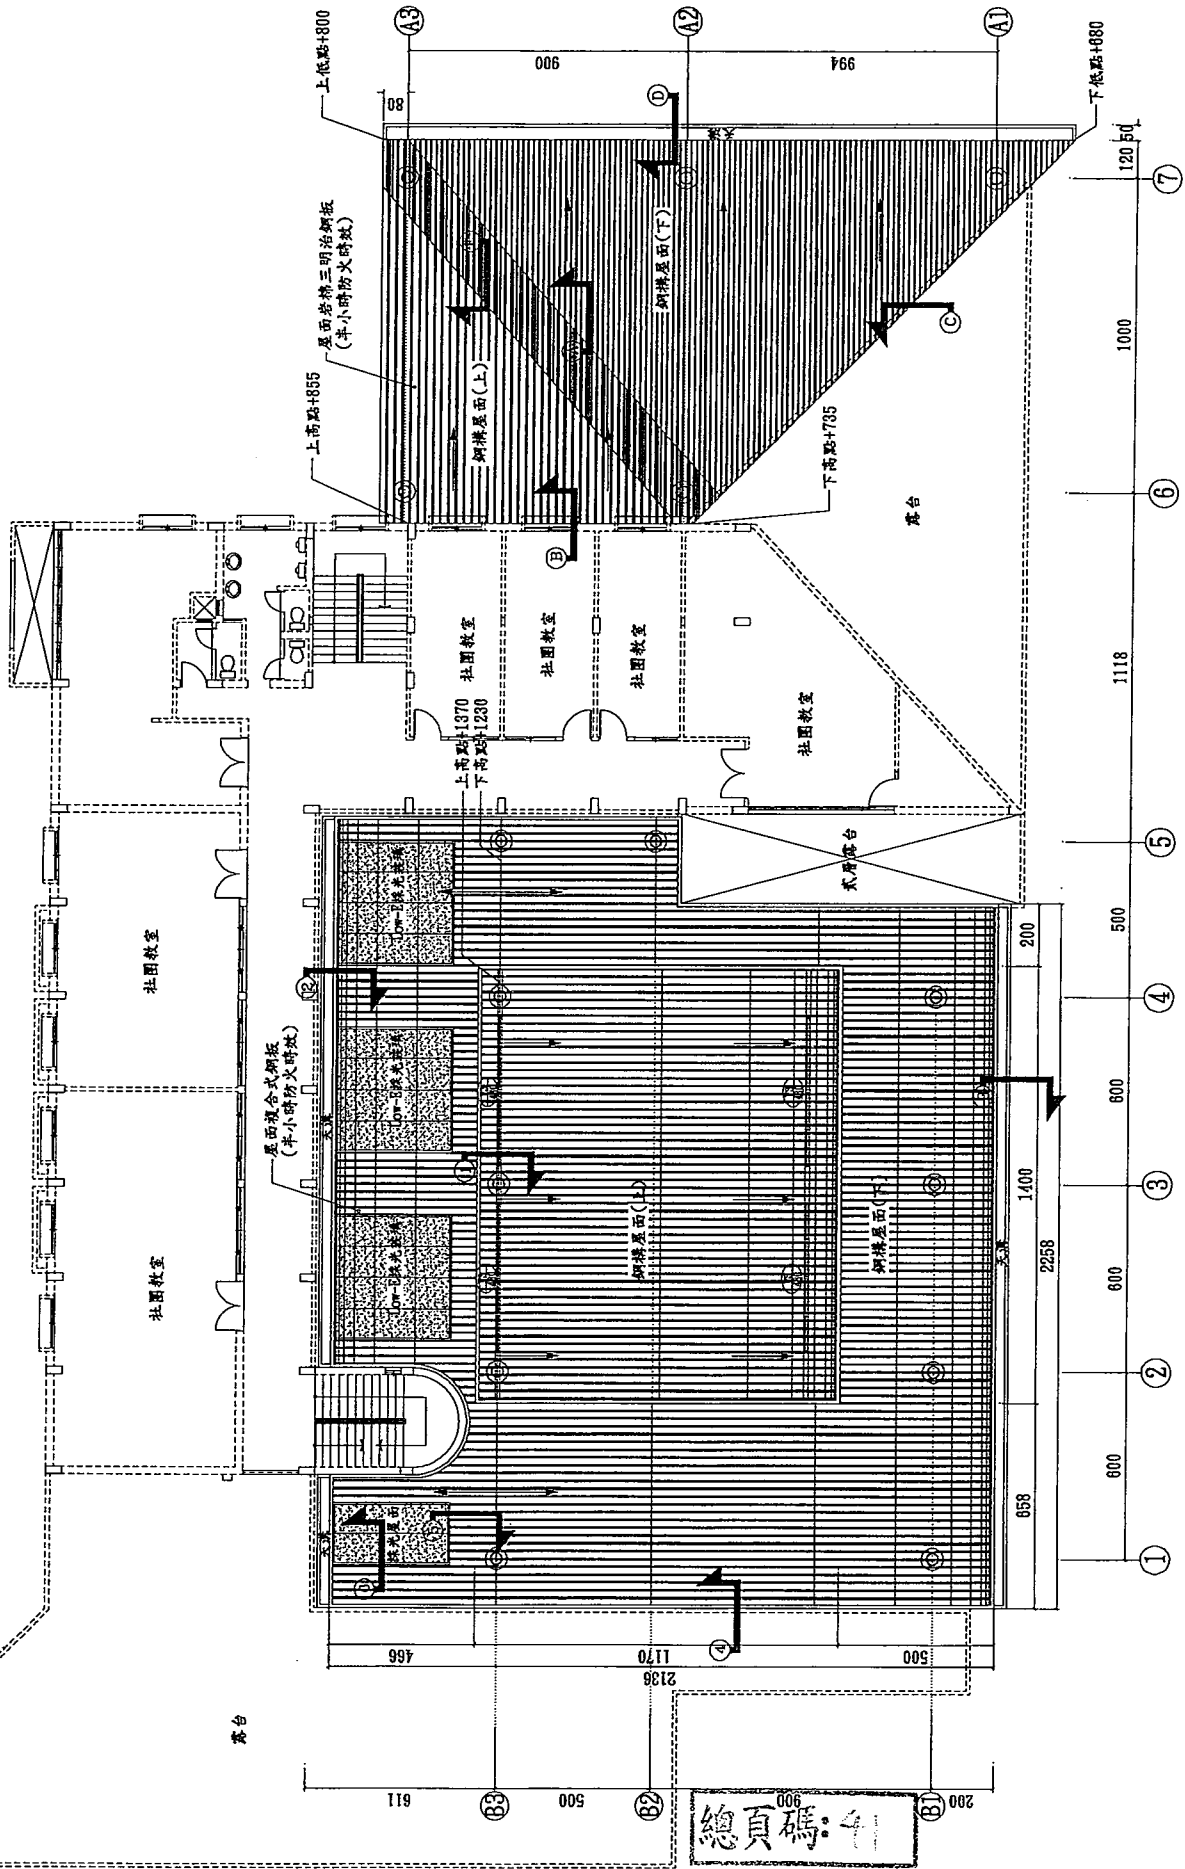 A3
A2
A1
上低點+800
下低點+680
900
994
80
120
50
D
C
B
屋面岩棉三明治鋼板
(半小時防火時效)
上高點+855
下高點+735
鋼構屋面(上)
鋼構屋面(下)
露台
7
6
5
4
3
2
1
1000
1118
500
600
600
600
社團教室
社團教室
社團教室
社團教室
上高點+1370
下高點+1230
貳層露台
社團教室
社團教室
屋面複合式鋼板
(半小時防火時效)
Low-E採光玻璃
Low-E採光玻璃
Low-E採光玻璃
採光屋面
天溝
天溝
天溝
鋼構屋面(上)
鋼構屋面(下)
1
2
3
4
200
1400
858
2258
466
1170
500
2136
露台
611
500
900
200
B3
B2
B1
總頁碼:41